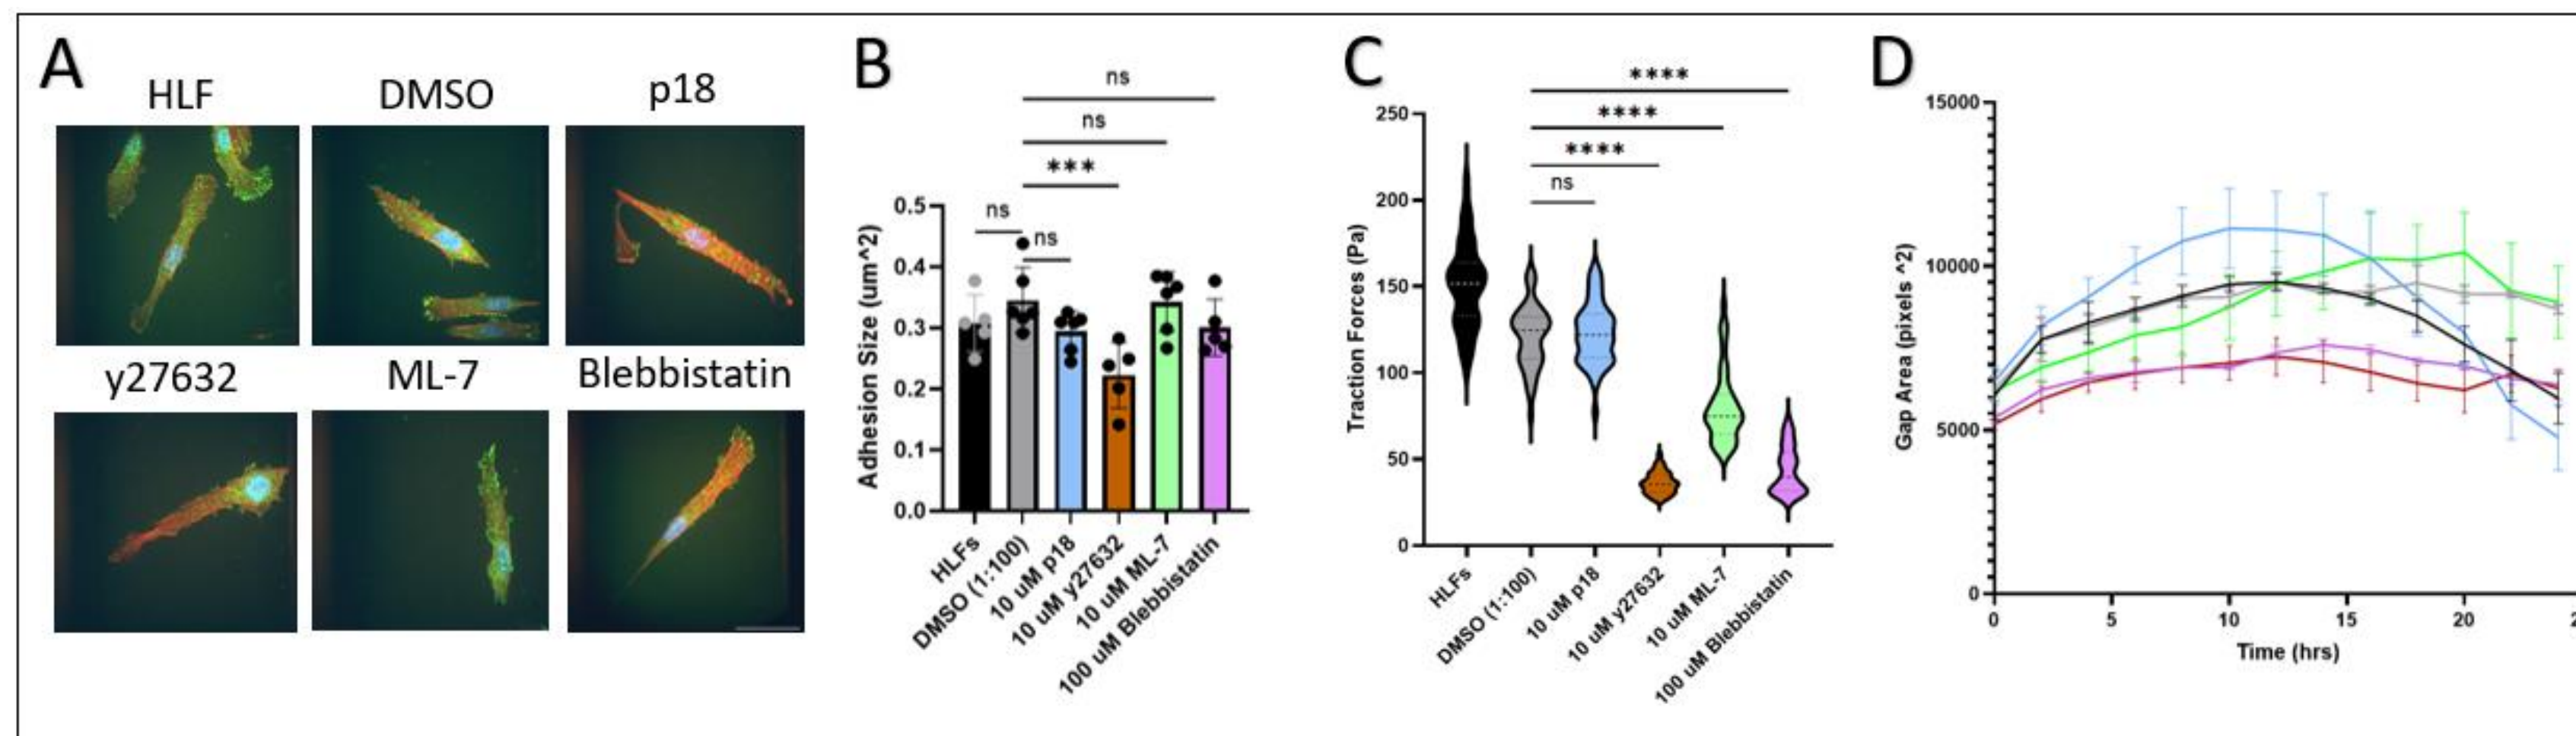 A
HLF
DMSO
p18
y27632
ML-7
Blebbistatin
B
ns
ns
***
ns
ns
Adhesion Size (um^2)
0.5
0.4
0.3
0.2
0.1
0.0
HLFs
DMSO (1:100)
10 uM p18
10 uM y27632
10 uM ML-7
100 uM Blebbistatin
C
****
****
****
ns
Traction Forces (Pa)
250
200
150
100
50
0
HLFs
DMSO (1:100)
10 uM p18
10 uM y27632
10 uM ML-7
100 uM Blebbistatin
D
Gap Area (pixels ^2)
15000
10000
5000
0
0
5
10
15
20
2
Time (hrs)